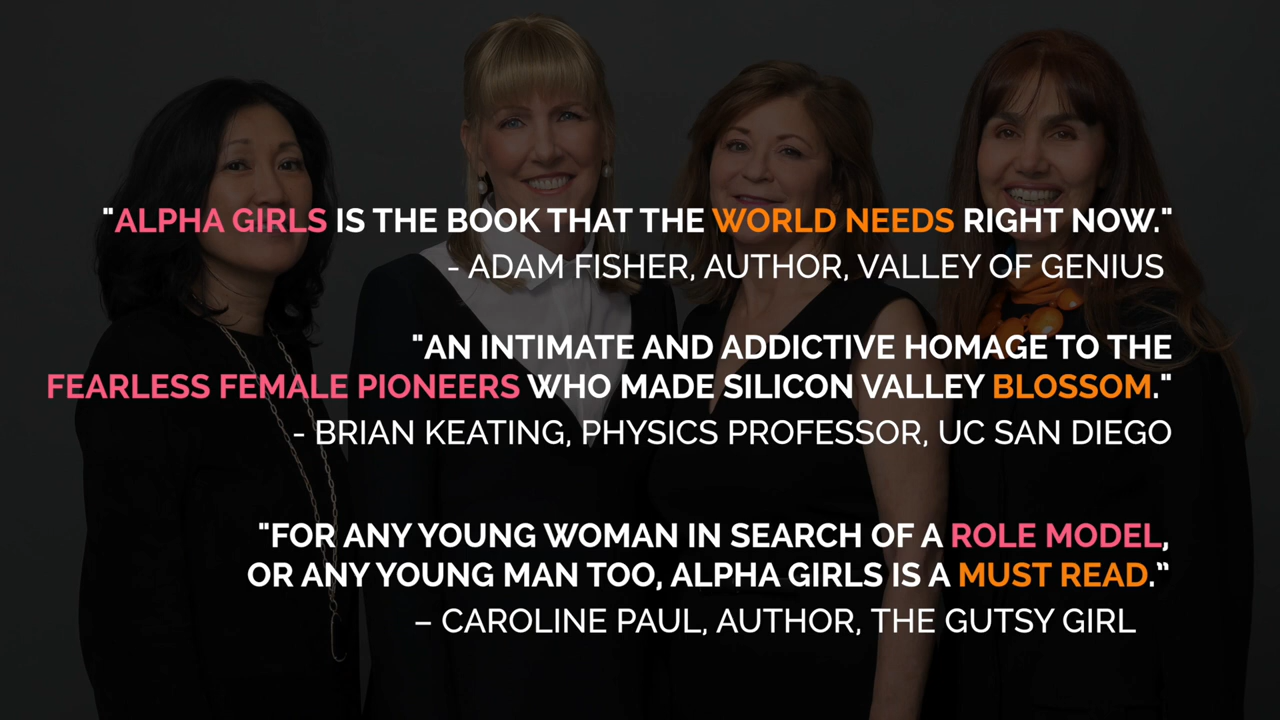 "ALPHA GIRLS IS THE BOOK THAT THE WORLD NEEDS RIGHT NOW."
- ADAM FISHER, AUTHOR, VALLEY OF GENIUS
"AN INTIMATE AND ADDICTIVE HOMAGE TO THE
FEARLESS FEMALE PIONEERS WHO MADE SILICON VALLEY BLOSSOM."
- BRIAN KEATING, PHYSICS PROFESSOR, UC SAN DIEGO
"FOR ANY YOUNG WOMAN IN SEARCH OF A ROLE MODEL,
OR ANY YOUNG MAN TOO, ALPHA GIRLS IS A MUST READ.”
– CAROLINE PAUL, AUTHOR, THE GUTSY GIRL